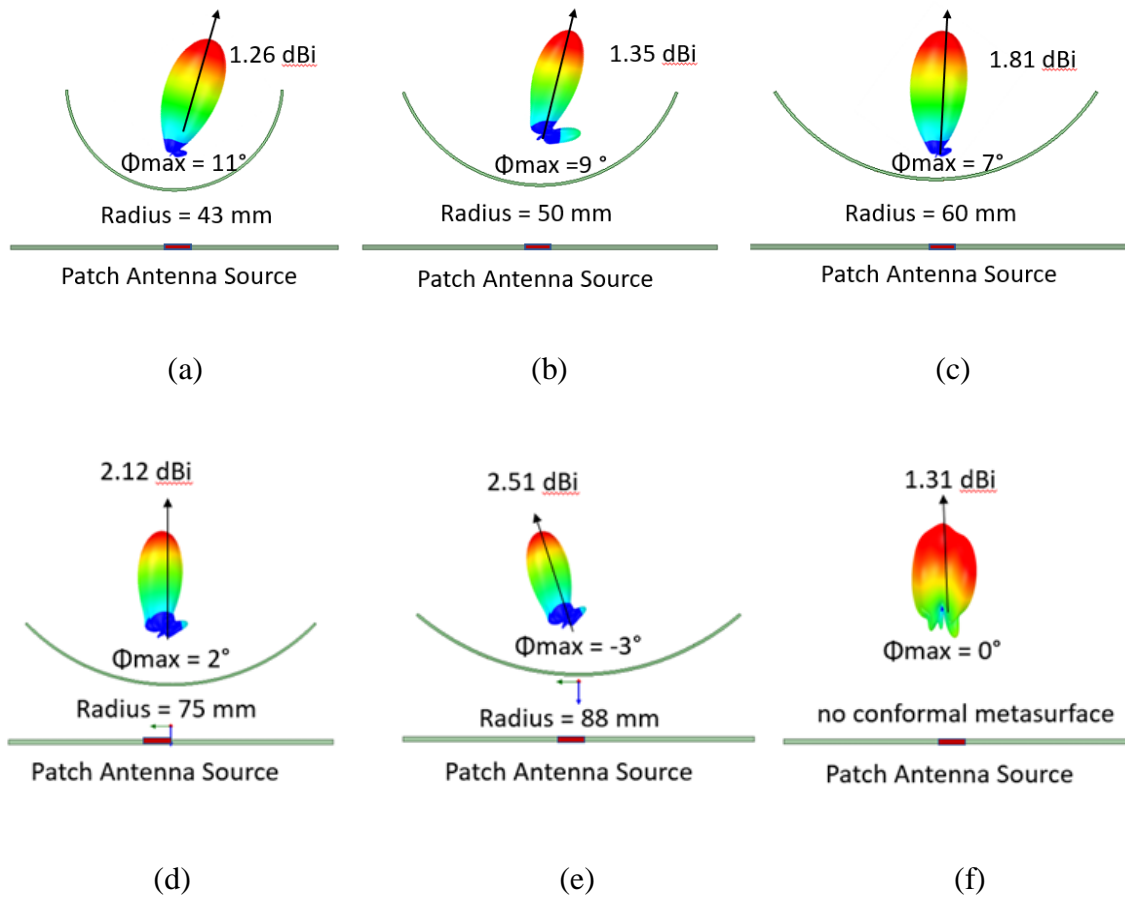 1.26 dBi
Φmax = 11°
Radius = 43 mm
Patch Antenna Source
(a)
1.35 dBi
Φmax =9 °
Radius = 50 mm
Patch Antenna Source
(b)
1.81 dBi
Φmax = 7°
Radius = 60 mm
Patch Antenna Source
(c)
2.12 dBi
Φmax = 2°
Radius = 75 mm
Patch Antenna Source
(d)
2.51 dBi
Φmax = -3°
Radius = 88 mm
Patch Antenna Source
(e)
1.31 dBi
Φmax = 0°
no conformal metasurface
Patch Antenna Source
(f)